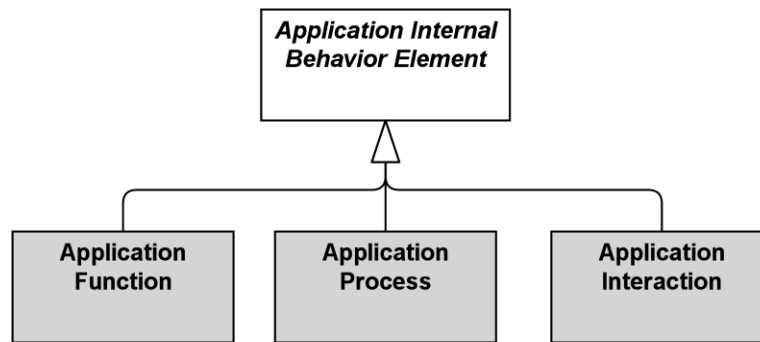 Application Internal
Behavior Element
Application
Function
Application
Process
Application
Interaction